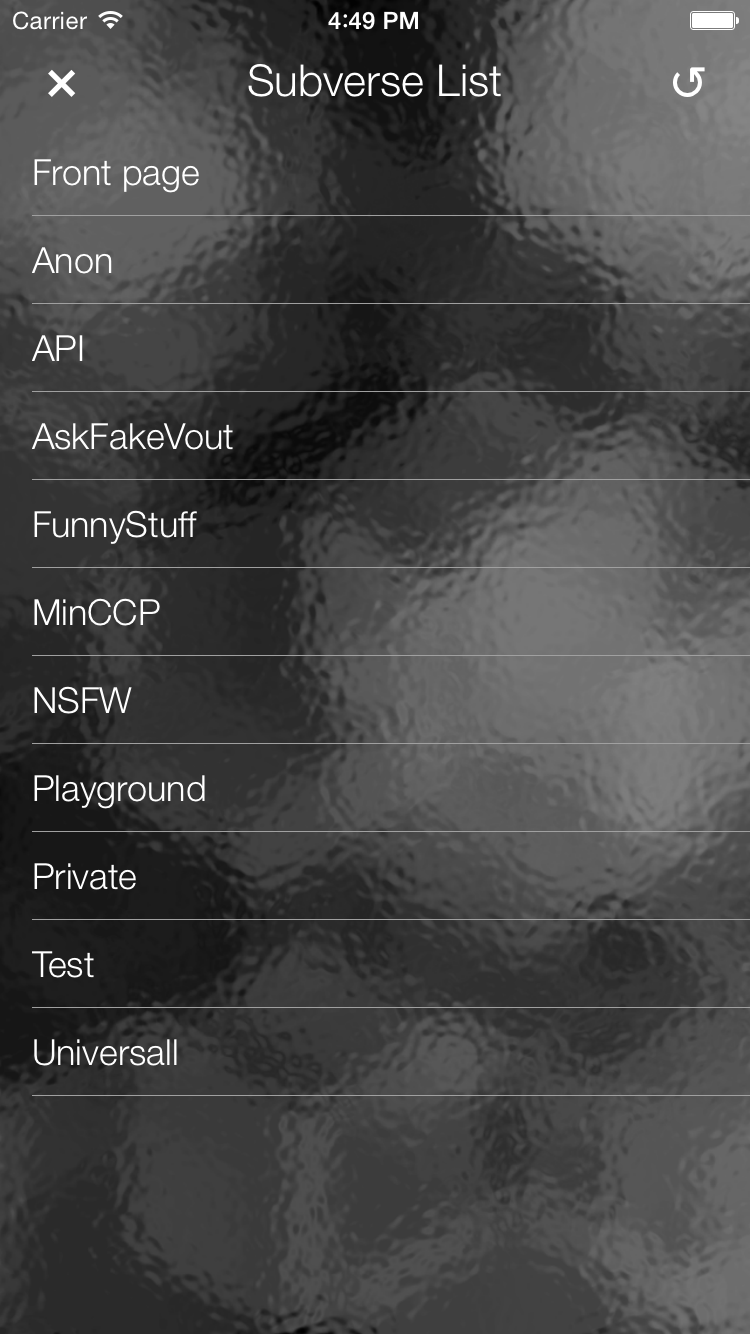 Carrier 4:49 PM
Subverse List
Front page
Anon
API
AskFakeVout
FunnyStuff
MinCCP
NSFW
Playground
Private
Test
Universall